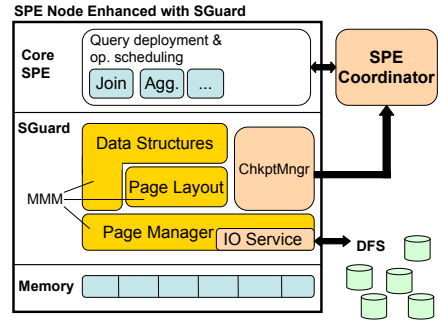 SPE Node Enhanced with SGuard
Core
SPE
Query deployment &
op. scheduling
Join
Agg.
...
SPE
Coordinator
SGuard
Data Structures
ChkptMngr
Page Layout
MMM
Page Manager
IO Service
DFS
Memory